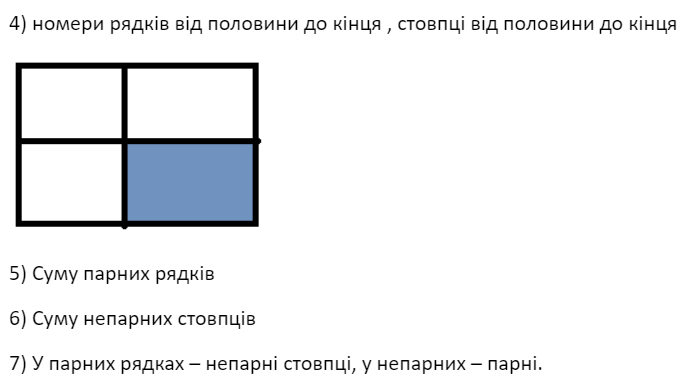 4) номери рядків від половини до кінця , стовпці від половини до кінця
5) Суму парних рядків
6) Суму непарних стовпців
7) У парних рядках – непарні стовпці, у непарних – парні.